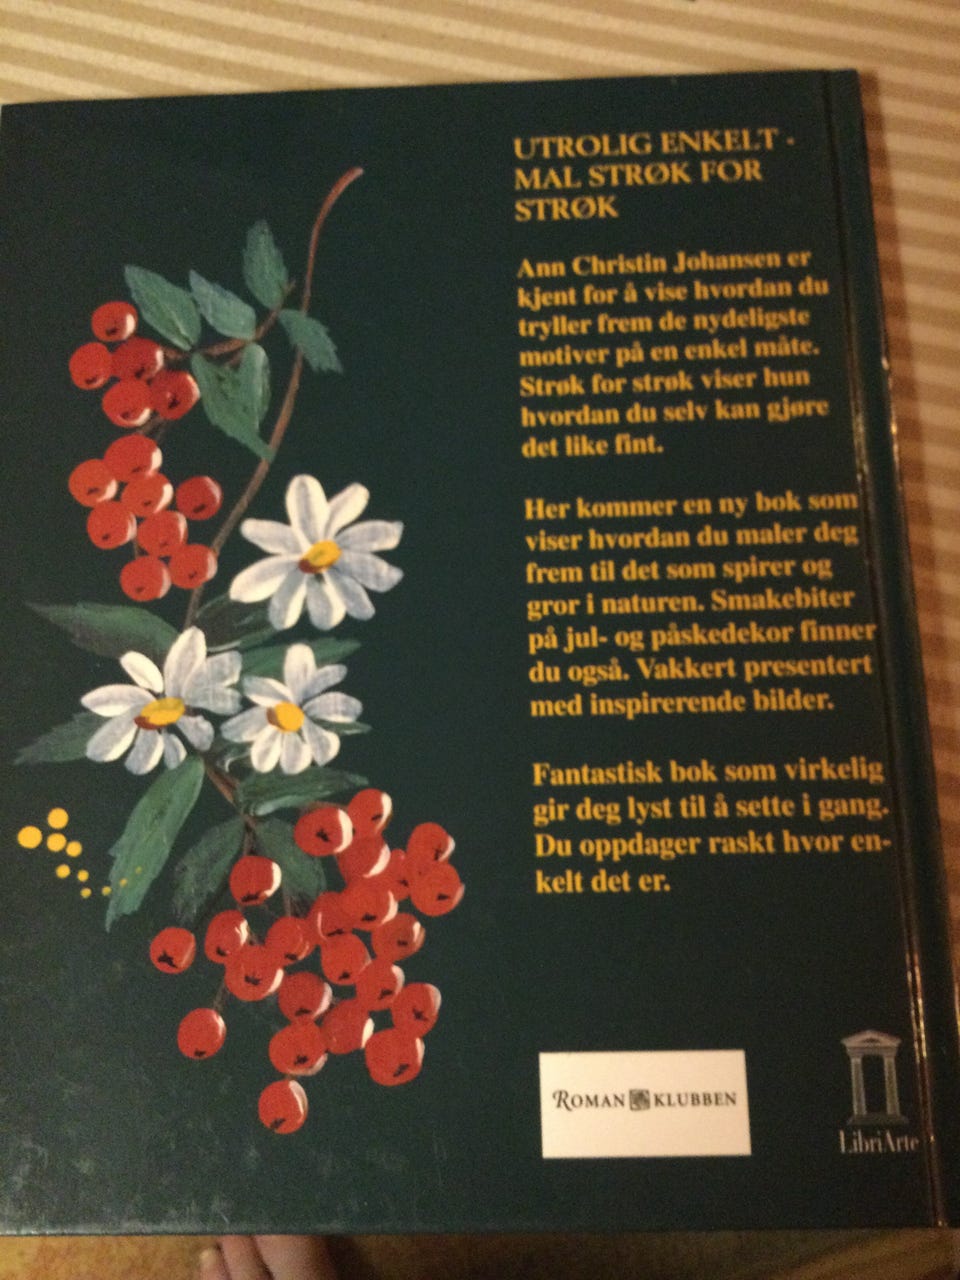 UTROLIG ENKELT -
MAL STRØK FOR
STRØK
Ann Christin Johansen er
kjent for å vise hvordan du
tryller frem de nydeligste
motiver på en enkel måte.
Strøk for strøk viser hun
hvordan du selv kan gjøre
det like fint.
Her kommer en ny bok som
viser hvordan du maler deg
frem til det som spirer og
gror i naturen. Smakebiter
på jul- og påskedekor finner
du også. Vakkert presentert
med inspirerende bilder.
Fantastisk bok som virkelig
gir deg lyst til å sette i gang.
Du oppdager raskt hvor en-
kelt det er.
ROMAN KLUBBEN
LibriArte